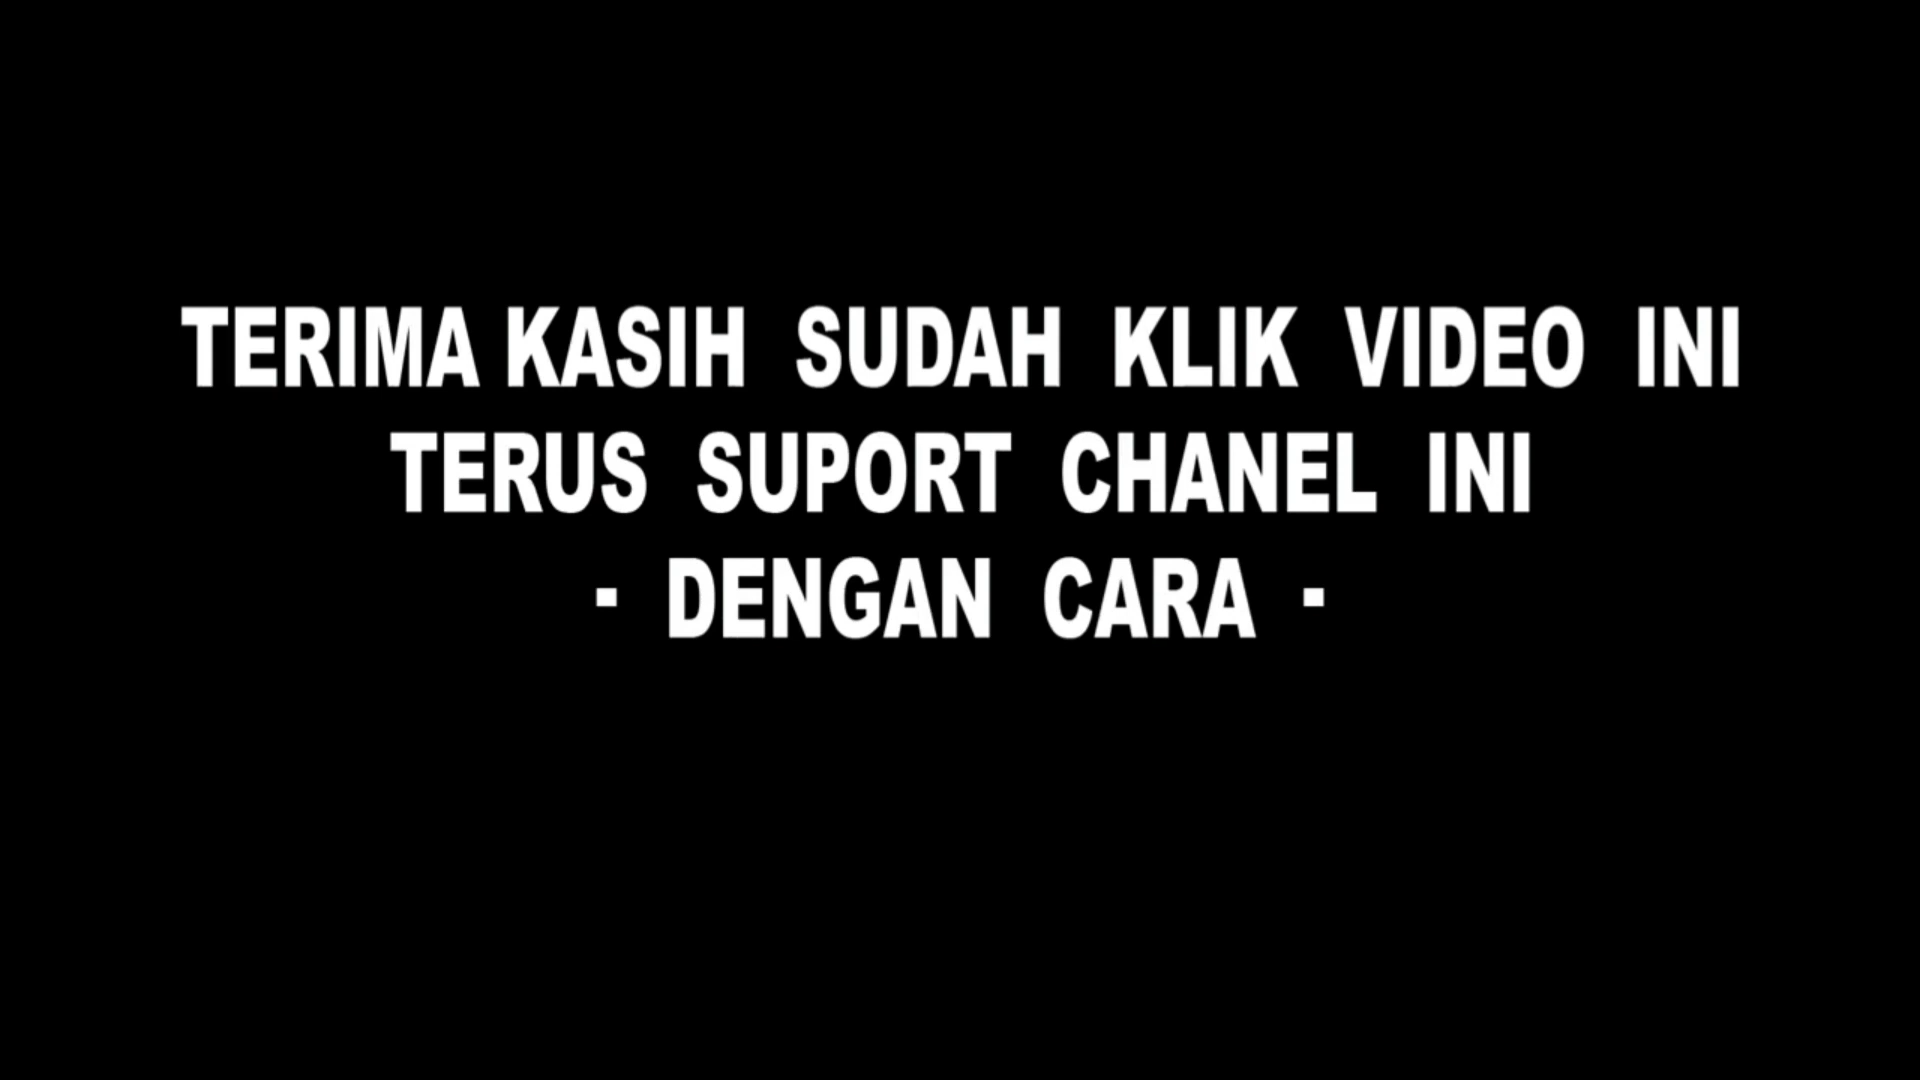 TERIMA KASIH SUDAH KLIK VIDEO INI
TERUS SUPORT CHANEL INI
- DENGAN CARA -